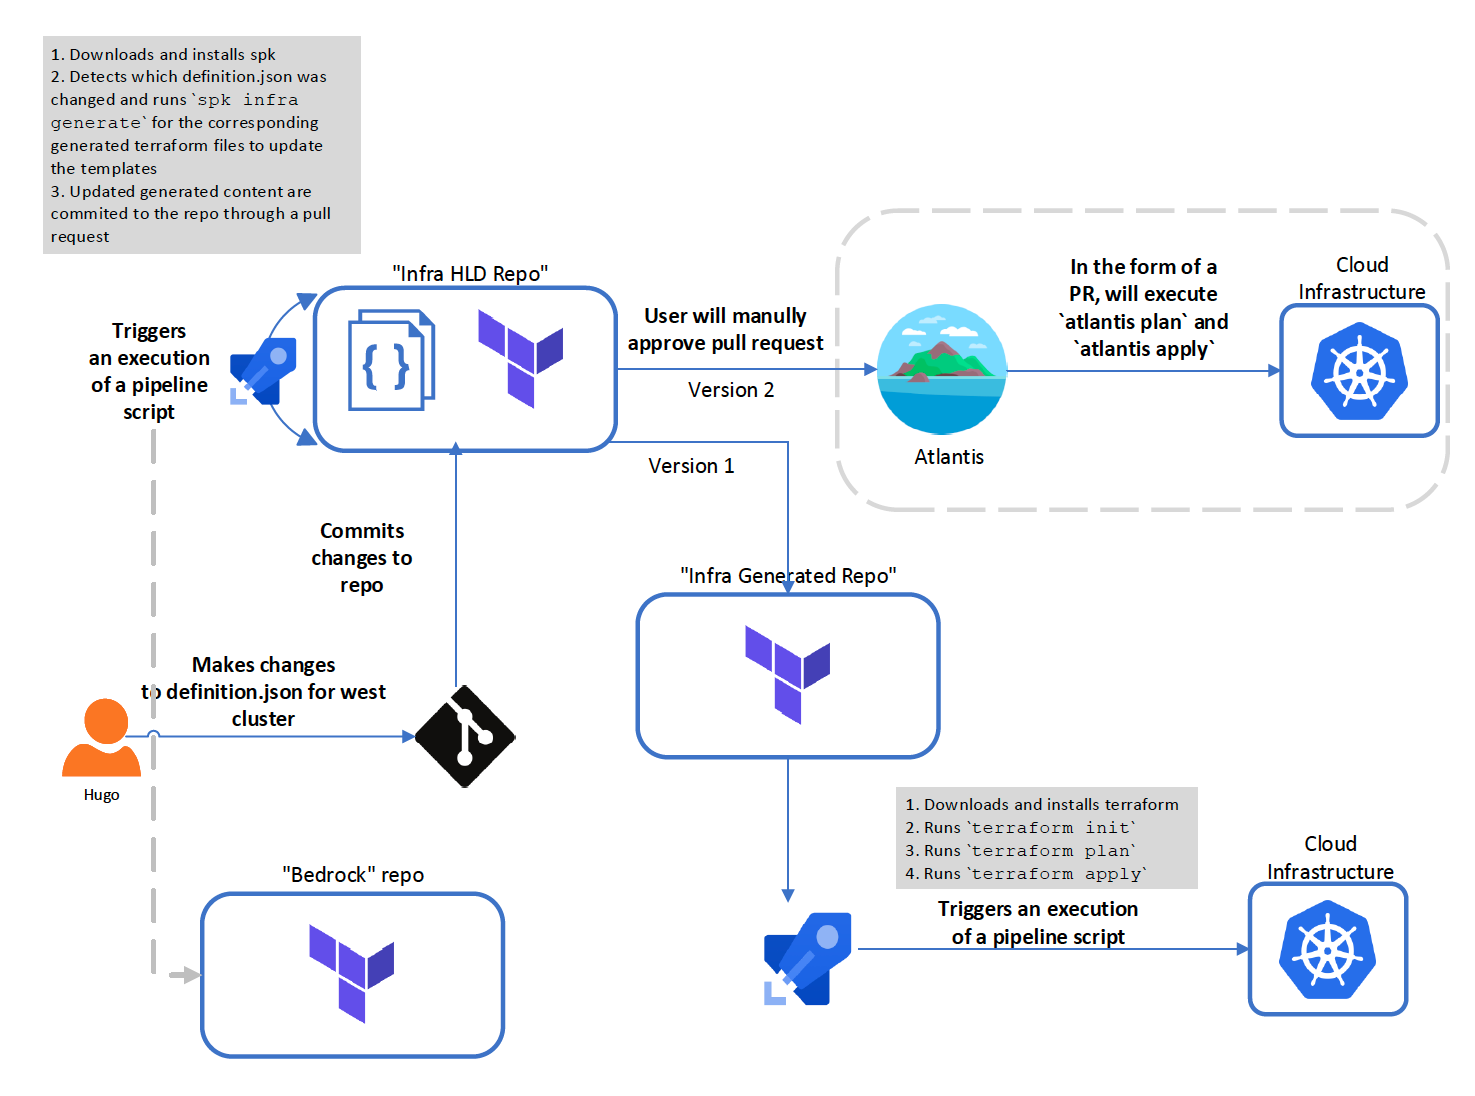 1. Downloads and installs spk
2. Detects which definition.json was
changed and runs `spk infra
generate` for the corresponding
generated terraform files to update
the templates
3. Updated generated content are
commited to the repo through a pull
request
"Infra HLD Repo"
Triggers
an execution
of a pipeline
script
{ }
User will manully
approve pull request
Version 2
Version 1
In the form of a
PR, will execute
`atlantis plan` and
`atlantis apply`
Atlantis
Cloud
Infrastructure
Commits
changes to
repo
"Infra Generated Repo"
Makes changes
to definition.json for west
cluster
Hugo
1. Downloads and installs terraform
2. Runs `terraform init`
3. Runs `terraform plan`
4. Runs `terraform apply`
Triggers an execution
of a pipeline script
Cloud
Infrastructure
"Bedrock" repo